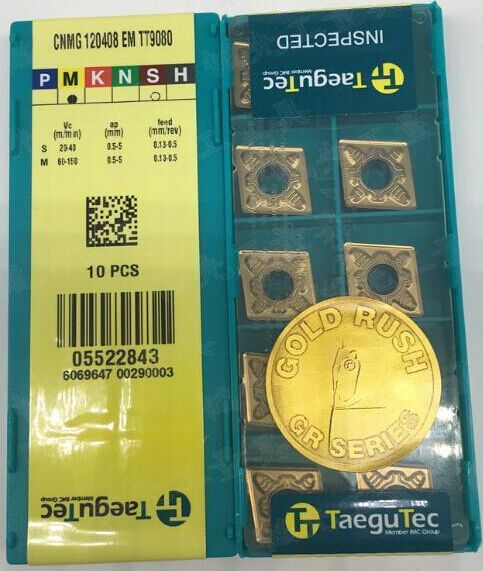 CNMG 120408 EM TT9080
P M K N S H
Vc ap feed
(m/min) (mm) (mm/rev)
S 20-40 0.5-5 0.13-0.5
M 60-150 0.5-5 0.13-0.5
10 PCS
05522843
6069647 00290003
TaeguTec
Member IMC Group
INSPECTED
TaeguTec
Member IMC Group
GOLD RUSH
GR SERIES
TaeguTec
Member IMC Group